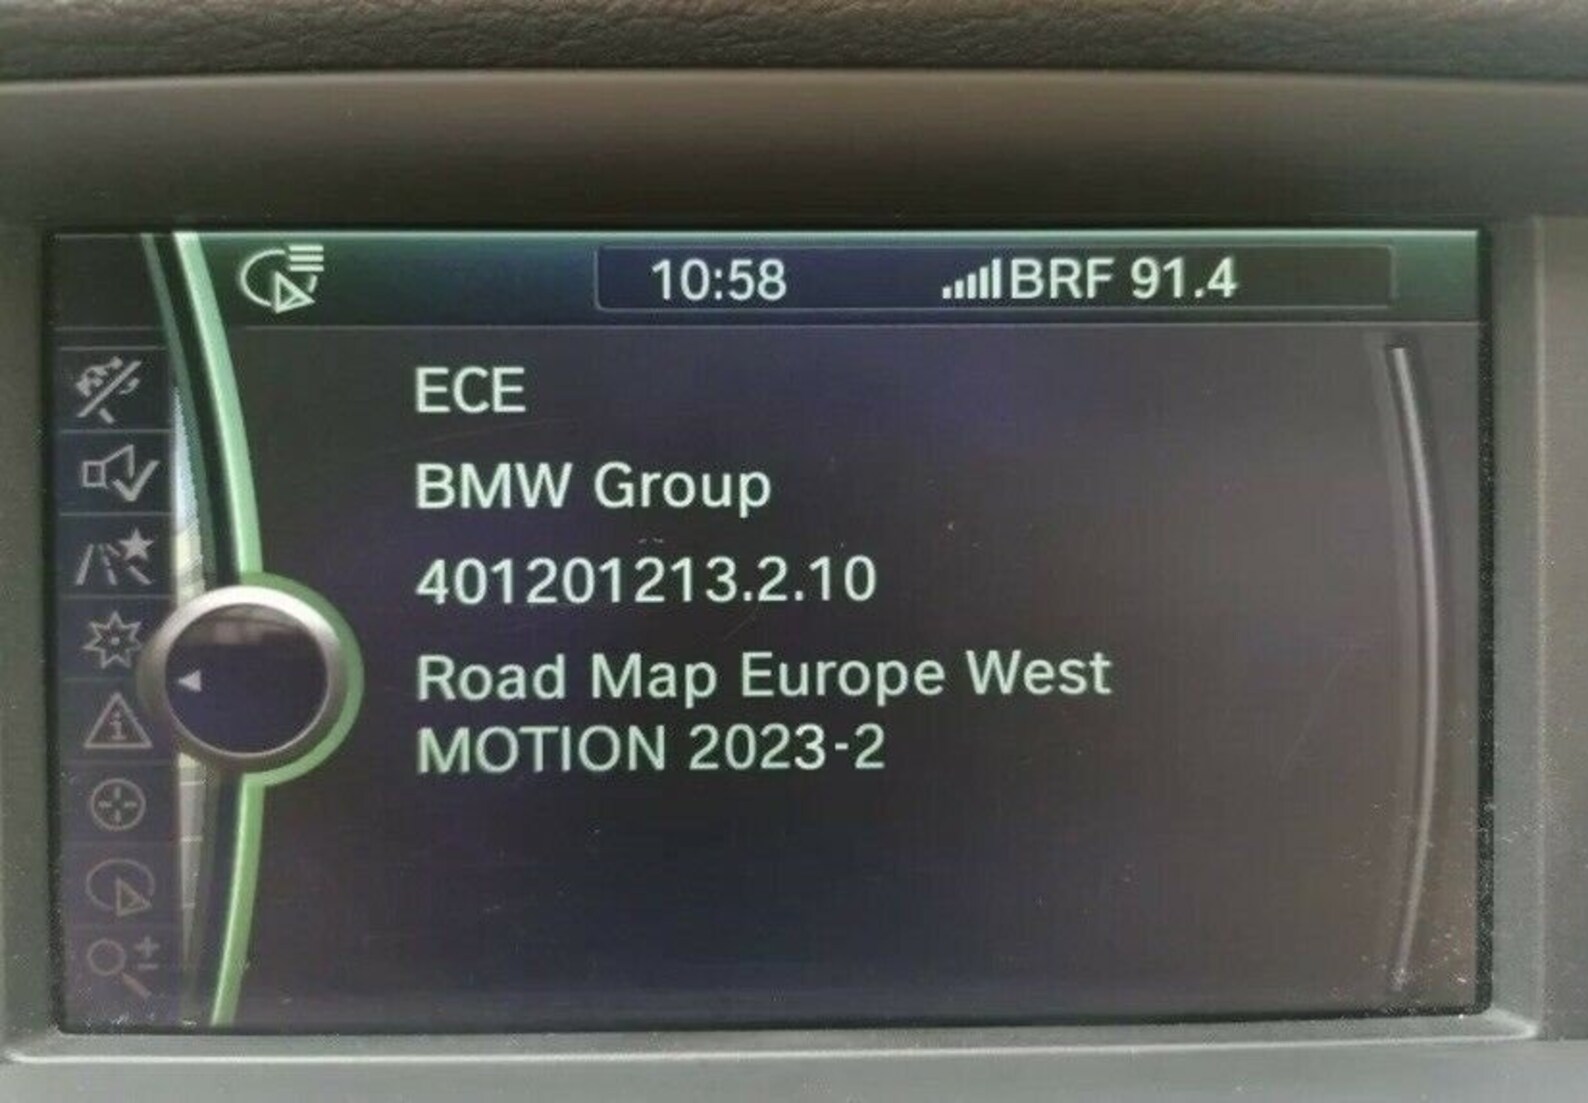 10:58 BRF 91.4
ECE
BMW Group
401201213.2.10
Road Map Europe West
MOTION 2023-2